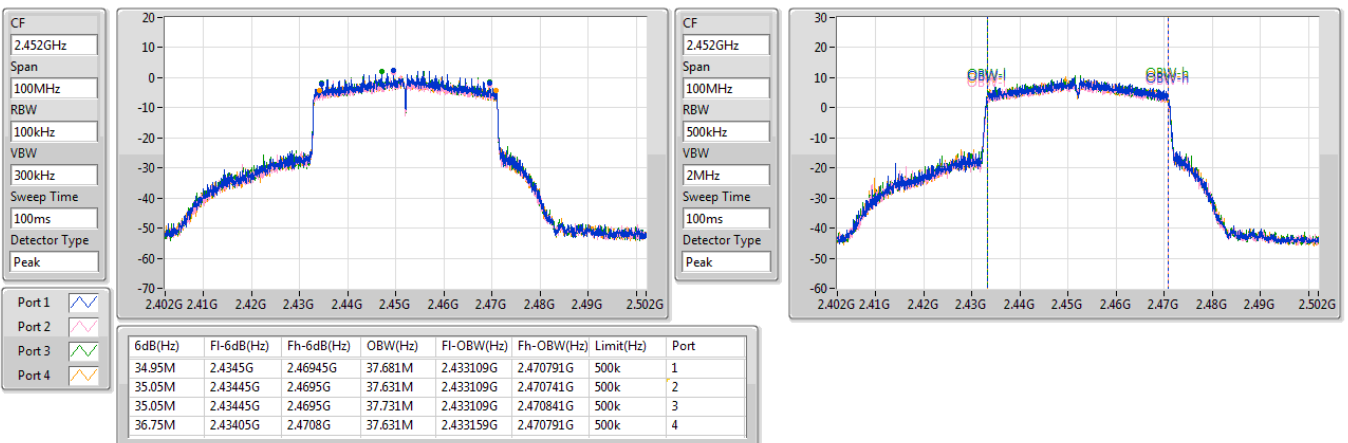 CF
2.452GHz
Span
100MHz
RBW
100kHz
VBW
300kHz
Sweep Time
100ms
Detector Type
Peak
20
10
0
-10
-20
-30
-40
-50
-60
-70
2.402G 2.41G 2.42G 2.43G 2.44G 2.45G 2.46G 2.47G 2.48G 2.49G 2.502G
CF
2.452GHz
Span
100MHz
RBW
500kHz
VBW
2MHz
Sweep Time
100ms
Detector Type
Peak
30
20
10
0
-10
-20
-30
-40
-50
-60
OBW-l OBW-h
2.402G 2.41G 2.42G 2.43G 2.44G 2.45G 2.46G 2.47G 2.48G 2.49G 2.502G
Port 1
Port 2
Port 3
Port 4
6dB(Hz) Fl-6dB(Hz) Fh-6dB(Hz) OBW(Hz) Fl-OBW(Hz) Fh-OBW(Hz) Limit(Hz) Port
34.95M 2.4345G 2.46945G 37.681M 2.433109G 2.470791G 500k 1
35.05M 2.43445G 2.4695G 37.631M 2.433109G 2.470741G 500k 2
35.05M 2.43445G 2.4695G 37.731M 2.433109G 2.470841G 500k 3
36.75M 2.43405G 2.4708G 37.631M 2.433159G 2.470791G 500k 4